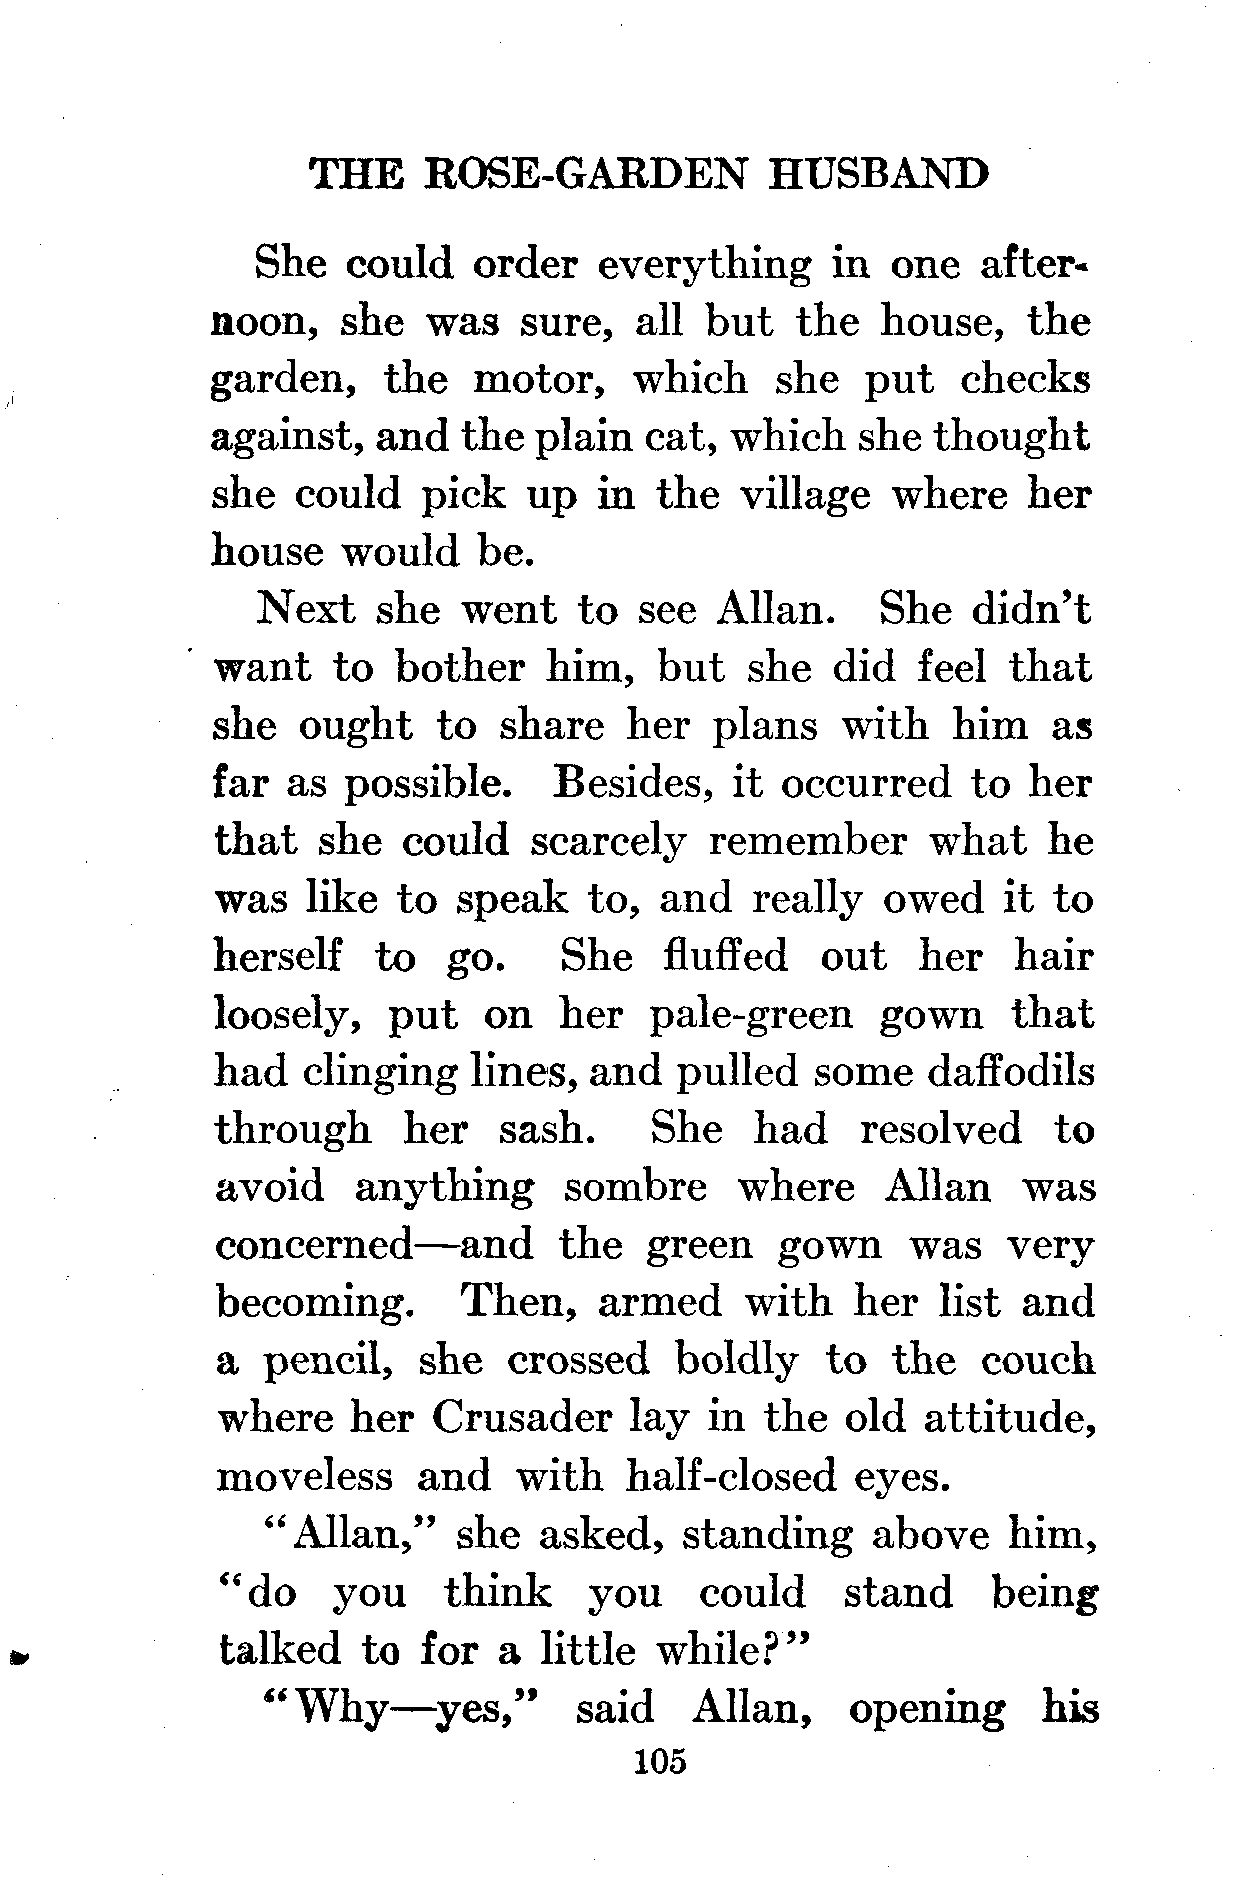 THE ROSE-GARDEN HUSBAND
She could order everything in one after-
noon, she was sure, all but the house, the
garden, the motor, which she put checks
against, and the plain cat, which she thought
she could pick up in the village where her
house would be.
Next she went to see Allan. She didn't
want to bother him, but she did feel that
she ought to share her plans with him as
far as possible. Besides, it occurred to her
that she could scarcely remember what he
was like to speak to, and really owed it to
herself to go. She fluffed out her hair
loosely, put on her pale-green gown that
had clinging lines, and pulled some daffodils
through her sash. She had resolved to
avoid anything sombre where Allan was
concerned—and the green gown was very
becoming. Then, armed with her list and
a pencil, she crossed boldly to the couch
where her Crusader lay in the old attitude,
moveless and with half-closed eyes.
"Allan," she asked, standing above him,
"do you think you could stand being
talked to for a little while?"
"Why—yes," said Allan, opening his
105